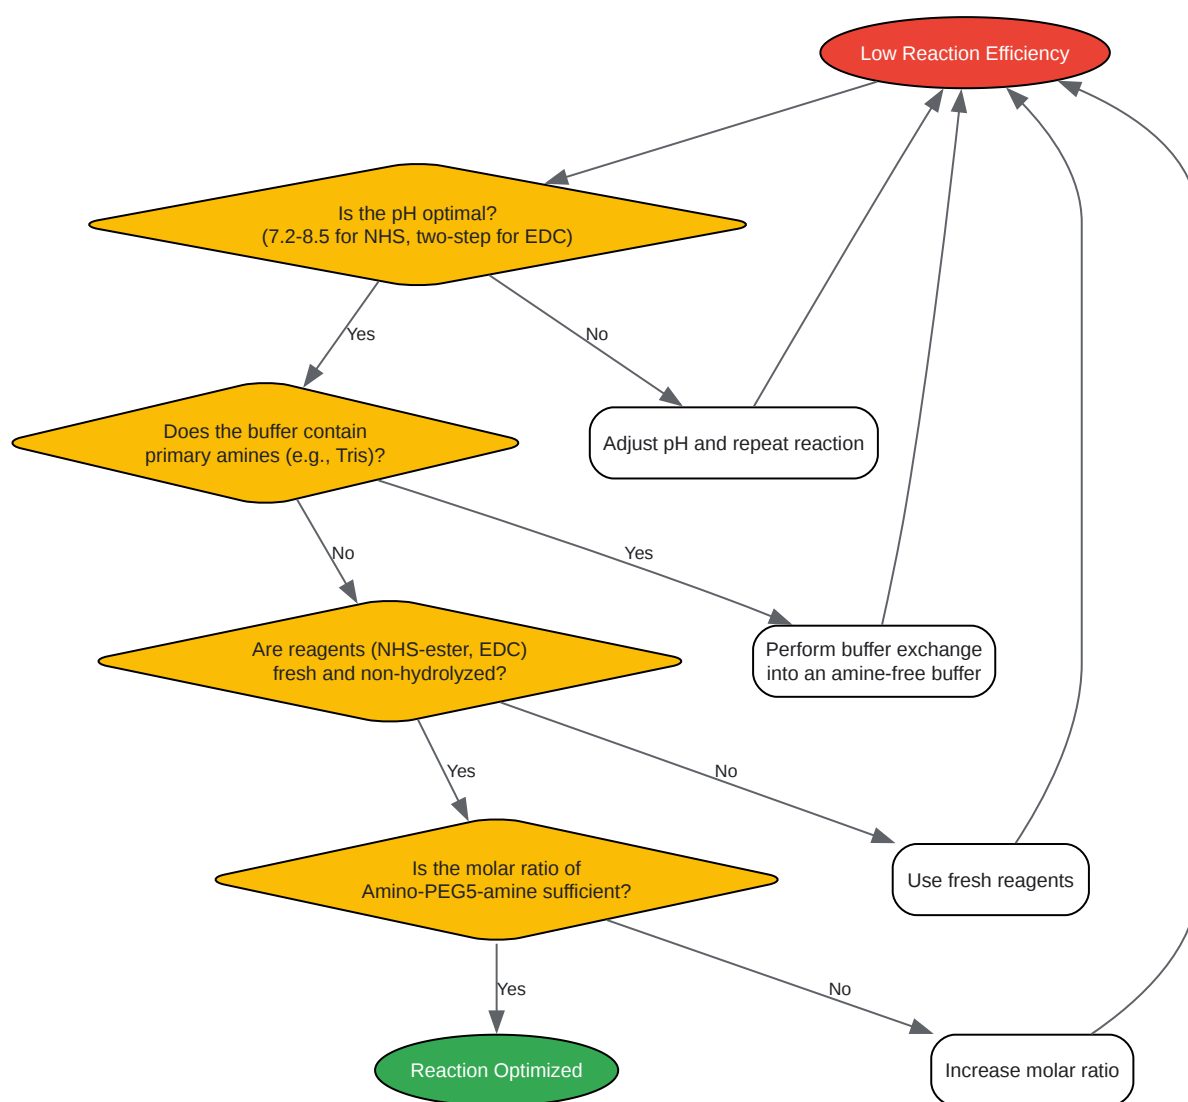 Low Reaction Efficiency
Is the pH optimal?
(7.2-8.5 for NHS, two-step for EDC)
Yes
No
Does the buffer contain
primary amines (e.g., Tris)?
Adjust pH and repeat reaction
No
Yes
Are reagents (NHS-ester, EDC)
fresh and non-hydrolyzed?
Perform buffer exchange
into an amine-free buffer
Yes
No
Is the molar ratio of
Amino-PEG5-amine sufficient?
Use fresh reagents
Yes
No
Reaction Optimized
Increase molar ratio